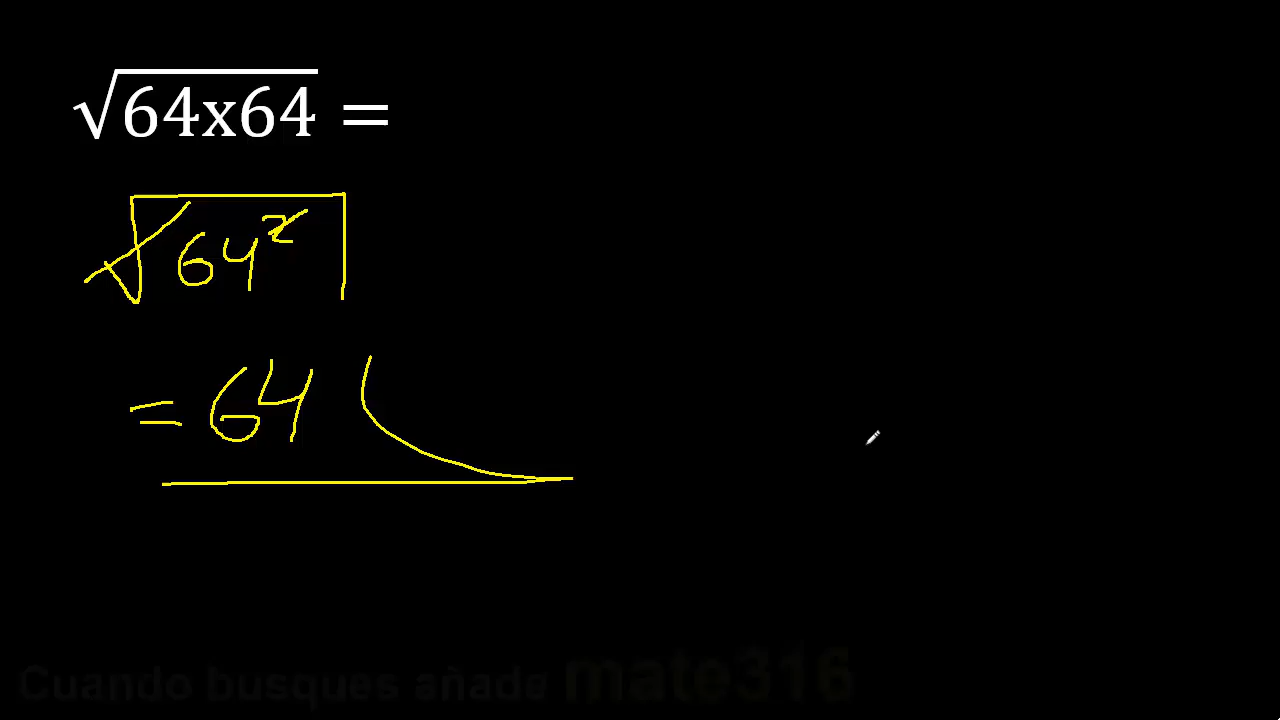 √64x64 =
√64²
= 64
Cuando busques añade mate316